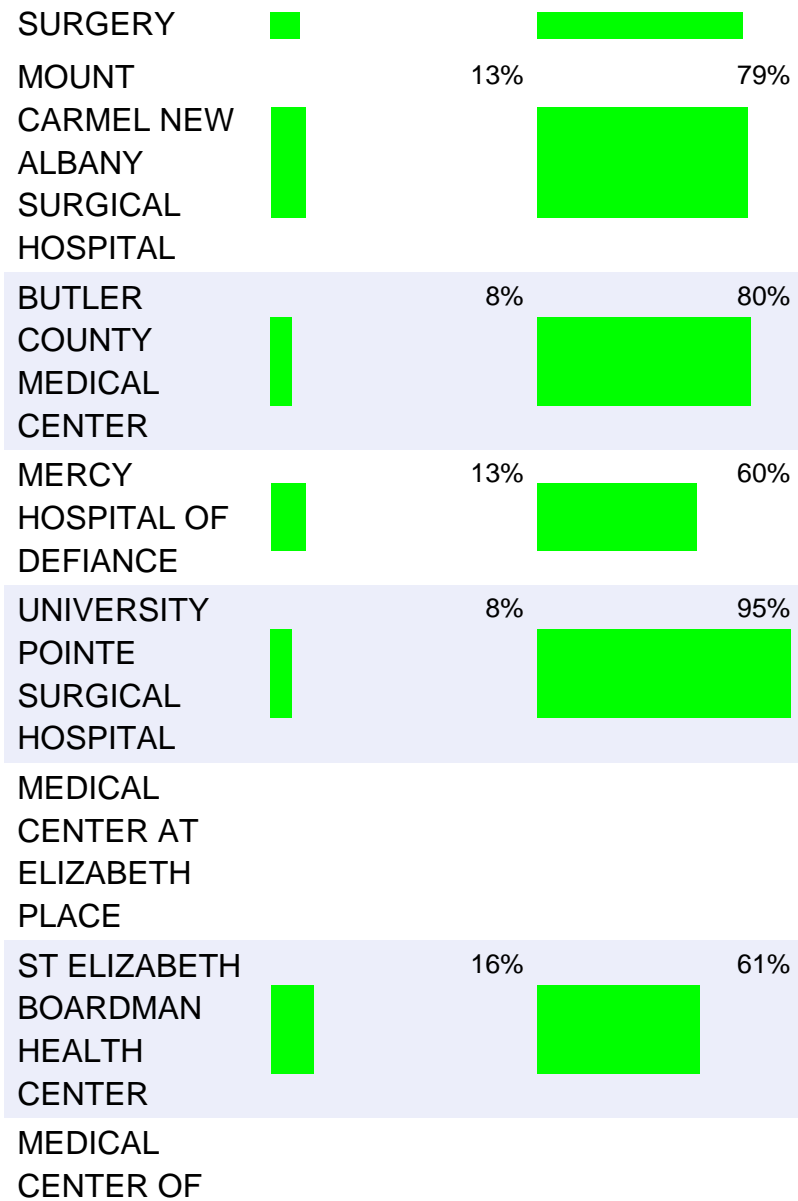 SURGERY
MOUNT 13% 79%
CARMEL NEW
ALBANY
SURGICAL
HOSPITAL
BUTLER 8% 80%
COUNTY
MEDICAL
CENTER
MERCY 13% 60%
HOSPITAL OF
DEFIANCE
UNIVERSITY 8% 95%
POINTE
SURGICAL
HOSPITAL
MEDICAL
CENTER AT
ELIZABETH
PLACE
ST ELIZABETH 16% 61%
BOARDMAN
HEALTH
CENTER
MEDICAL
CENTER OF